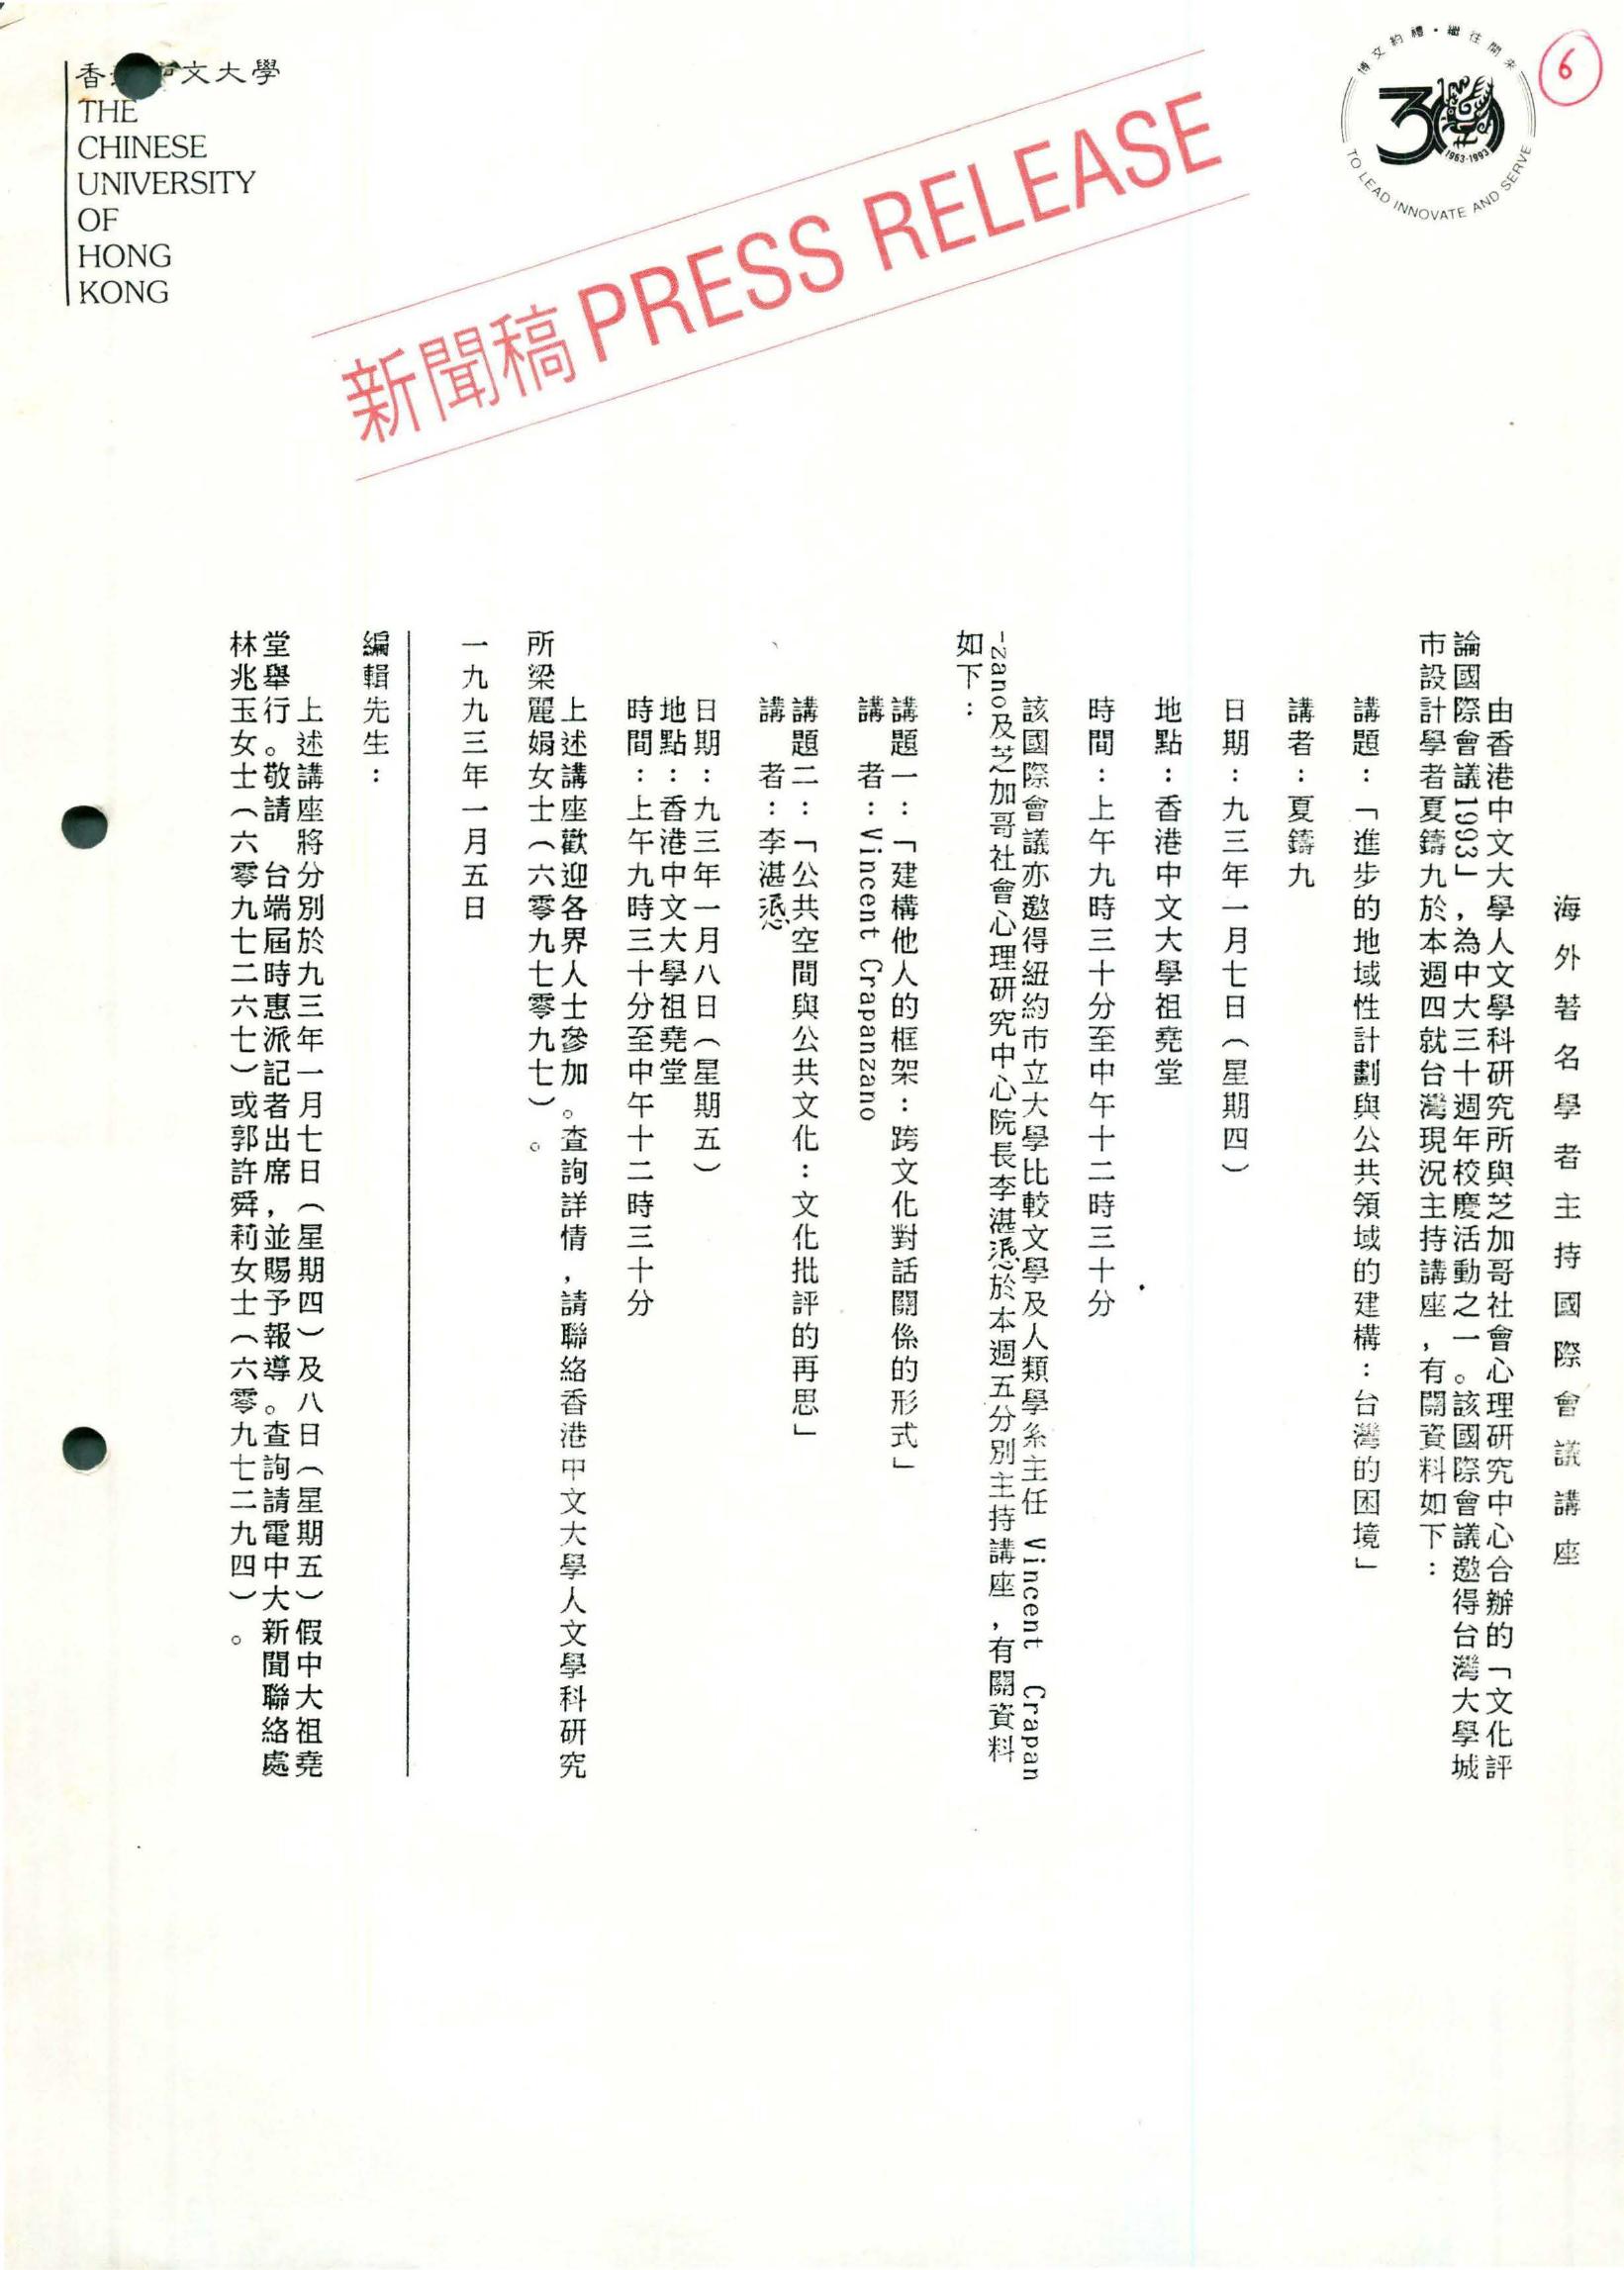 香 文大學
THE
CHINESE
UNIVERSITY
OF
HONG
KONG
新聞稿 PRESS RELEASE
博文約禮·繼往開來
30
1963-1993
TO LEAD INNOVATE AND SERVE
6
海外著名學者主持國際會議講座
由香港中文大學人文學科研究所與芝加哥社會心理研究中心合辦的「文化評
論國際會議1993」，為中大三十週年校慶活動之一。該國際會議邀得台灣大學城
市設計學者夏鑄九於本週四就台灣現況主持講座，有關資料如下：
講題：「進步的地域性計劃與公共領域的建構：台灣的困境」
講者：夏鑄九
日期：九三年一月七日（星期四）
地點：香港中文大學祖堯堂
時間：上午九時三十分至中午十二時三十分
該國際會議亦邀得紐約市立大學比較文學及人類學系主任 Vincent Crapan
-zano及芝加哥社會心理研究中心院長李湛忞於本週五分別主持講座，有關資料
如下：
講題一：「建構他人的框架：跨文化對話關係的形式」
講　者：Vincent Crapanzano
講題二：「公共空間與公共文化：文化批評的再思」
講　者：李湛忞
日期：九三年一月八日（星期五）
地點：香港中文大學祖堯堂
時間：上午九時三十分至中午十二時三十分
上述講座歡迎各界人士參加。查詢詳情，請聯絡香港中文大學人文學科研究
所梁麗娟女士（六零九七零九七）。
一九九三年一月五日
編輯先生：
上述講座將分別於九三年一月七日（星期四）及八日（星期五）假中大祖堯
堂舉行。敬請　台端屆時惠派記者出席，並賜予報導。查詢請電中大新聞聯絡處
林兆玉女士（六零九七二六七）或郭許舜莉女士（六零九七二九四）。